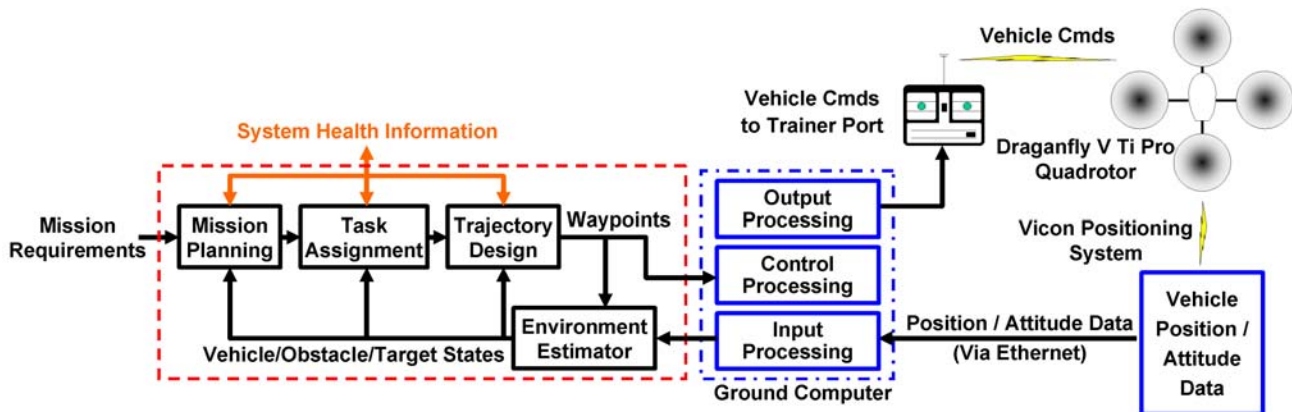 Vehicle Cmds
Vehicle Cmds
to Trainer Port
System Health Information
Draganfly V Ti Pro
Quadrotor
Mission
Requirements
Mission
Planning
Task
Assignment
Trajectory
Design
Waypoints
Output
Processing
Control
Processing
Input
Processing
Vicon Positioning
System
Environment
Estimator
Vehicle/Obstacle/Target States
Position / Attitude Data
(Via Ethernet)
Vehicle
Position /
Attitude
Data
Ground Computer